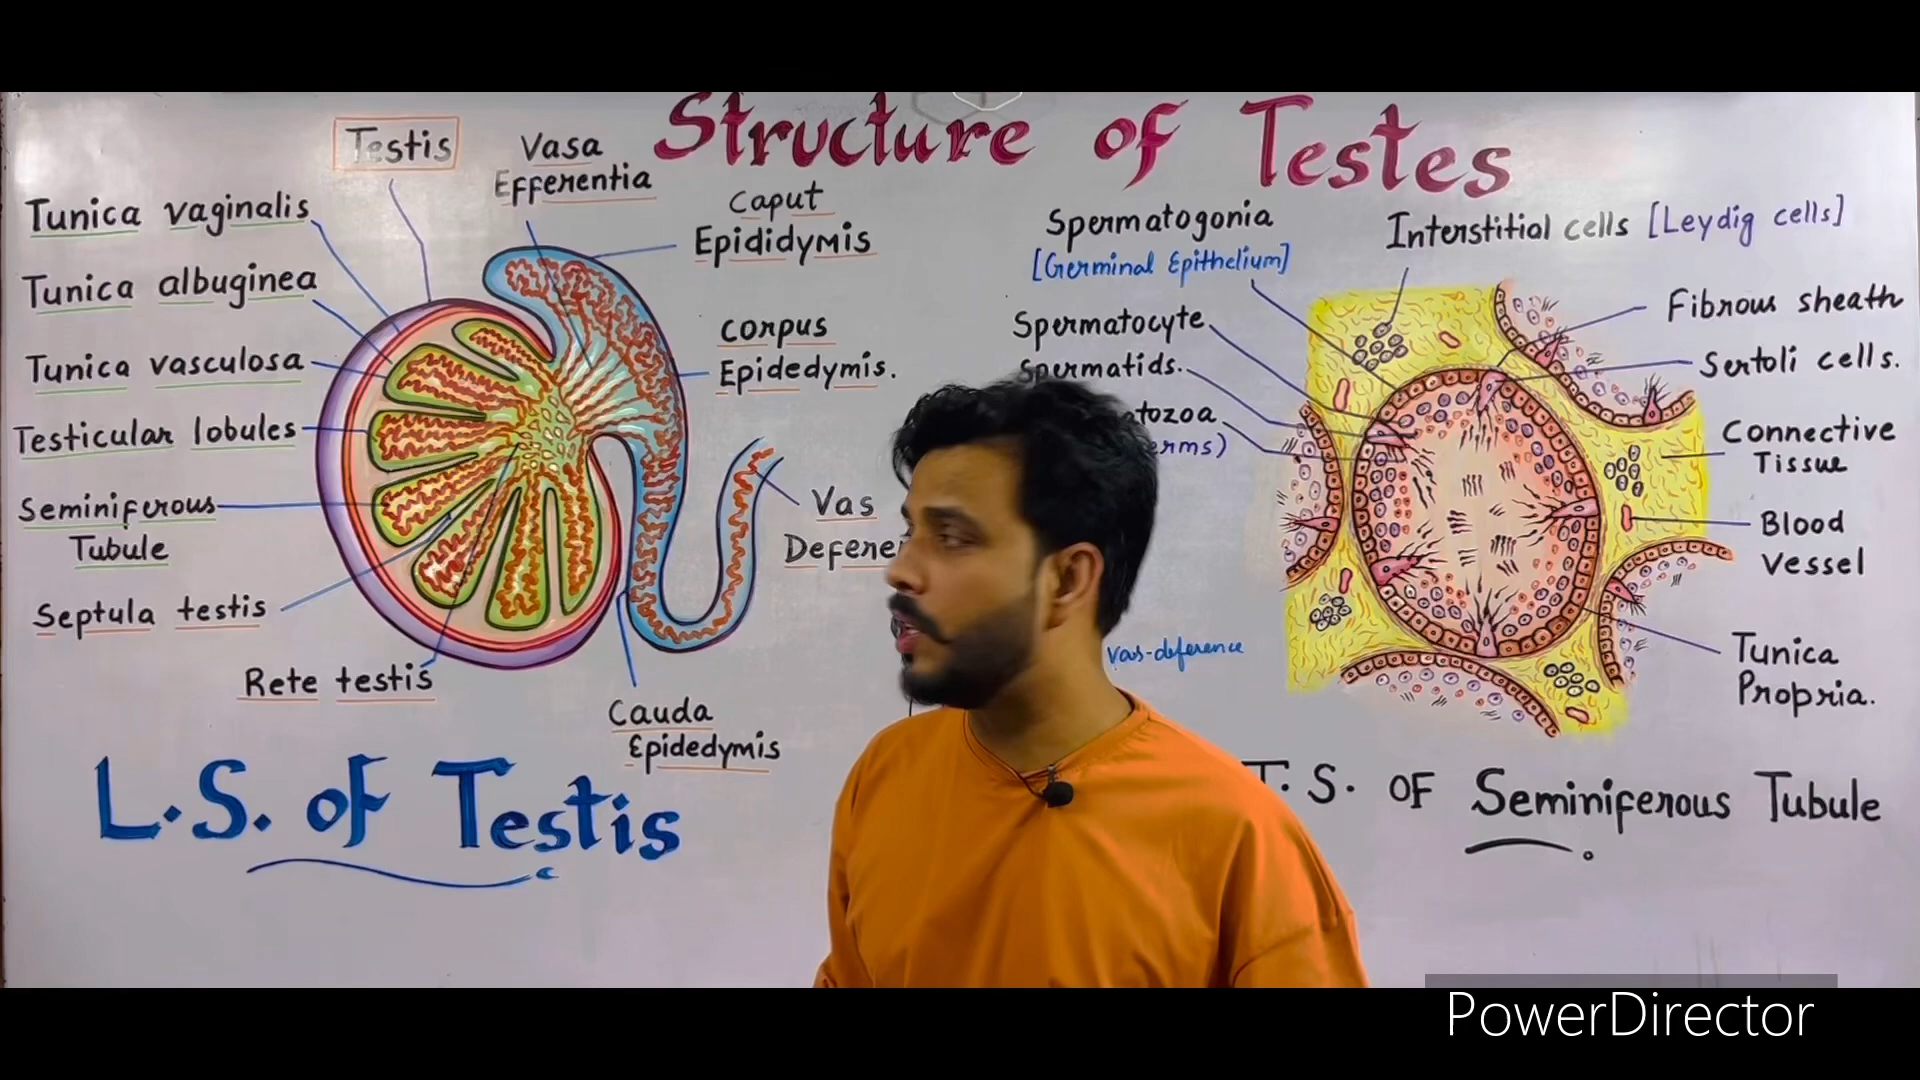 Structure of Testes
Testis
Vasa
Efferentia
Caput
Epididymis
Tunica vaginalis
Tunica albuginea
Tunica vasculosa
Testicular lobules
Seminiferous
Tubule
Septula testis
Rete testis
Corpus
Epidedymis.
Vas
Cauda
Epidedymis
L.S. of Testis
Spermatogonia
[Germinal Epithelium]
Spermatocyte
Spermatids.
Interstitial cells [Leydig cells]
Fibrous sheath
Sertoli cells.
Connective
Tissue
Blood
Vessel
Tunica
Propria.
vas-deference
T.S. OF Seminiferous Tubule
PowerDirector